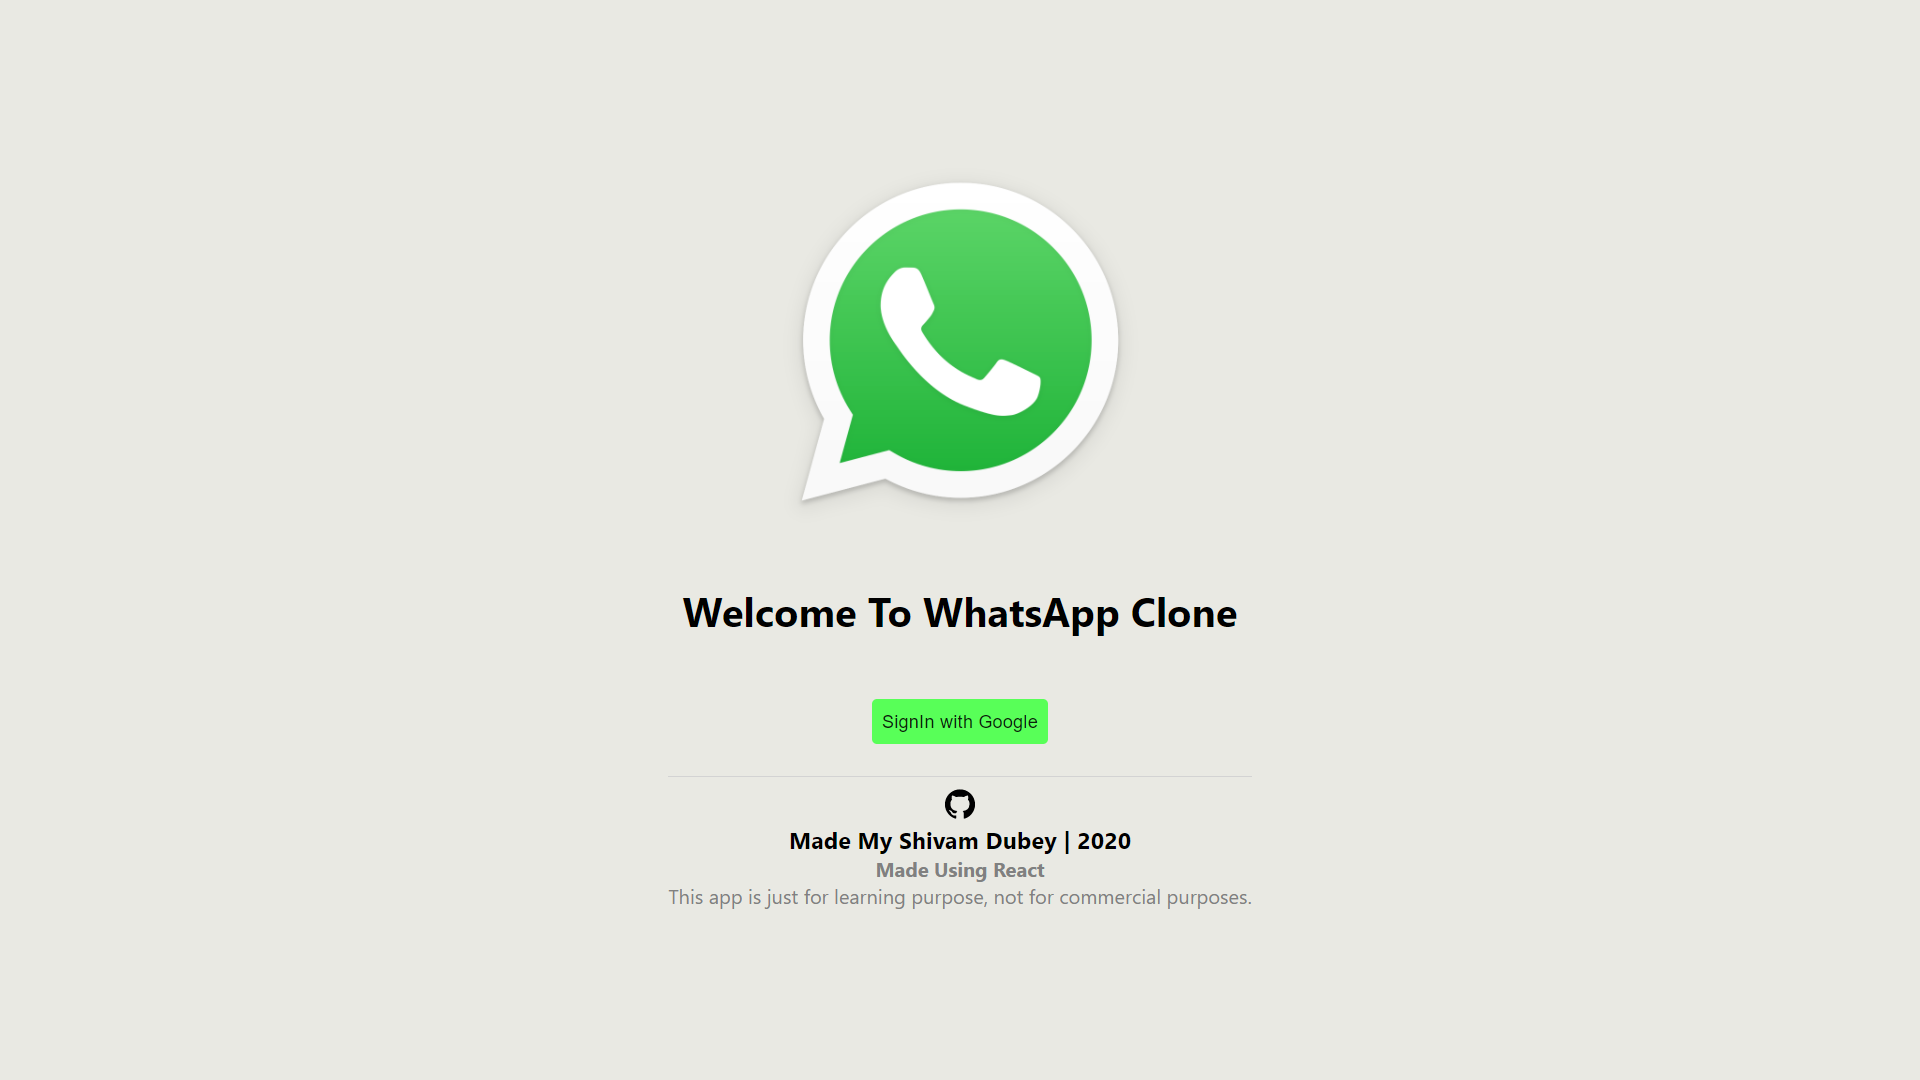 Welcome To WhatsApp Clone
SignIn with Google
Made My Shivam Dubey | 2020
Made Using React
This app is just for learning purpose, not for commercial purposes.